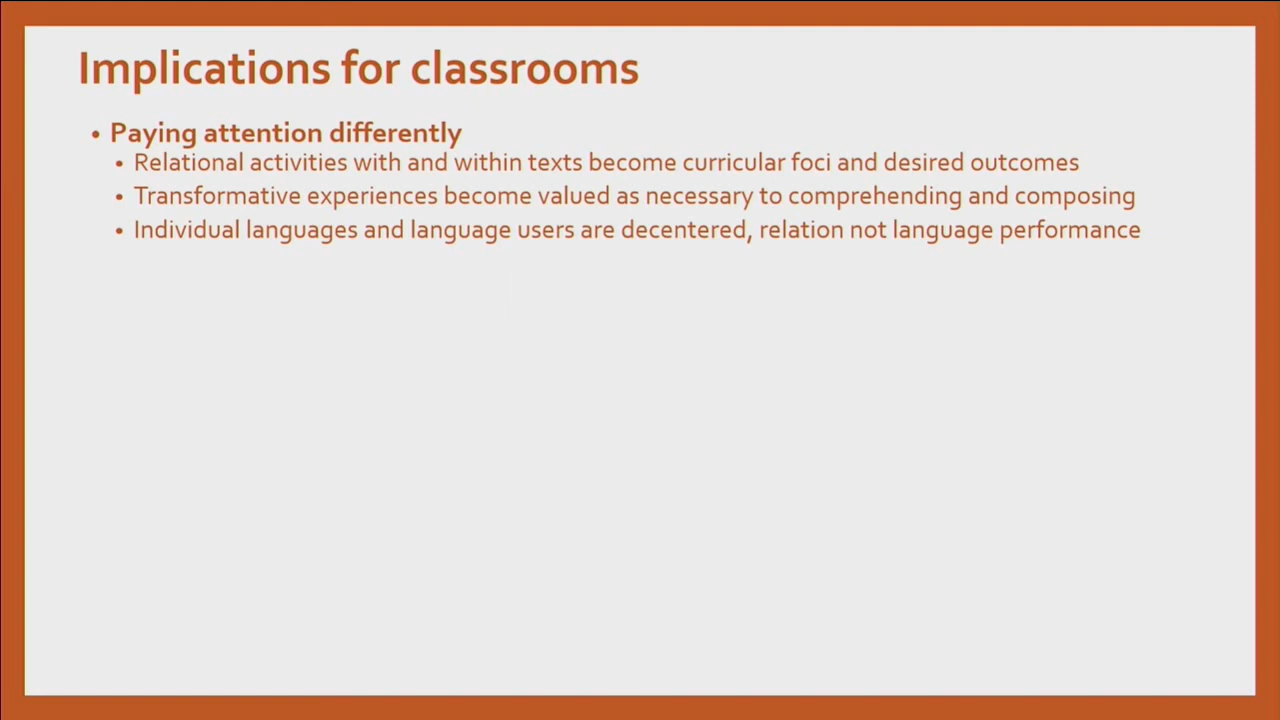 Implications for classrooms
• Paying attention differently
• Relational activities with and within texts become curricular foci and desired outcomes
• Transformative experiences become valued as necessary to comprehending and composing
• Individual languages and language users are decentered, relation not language performance